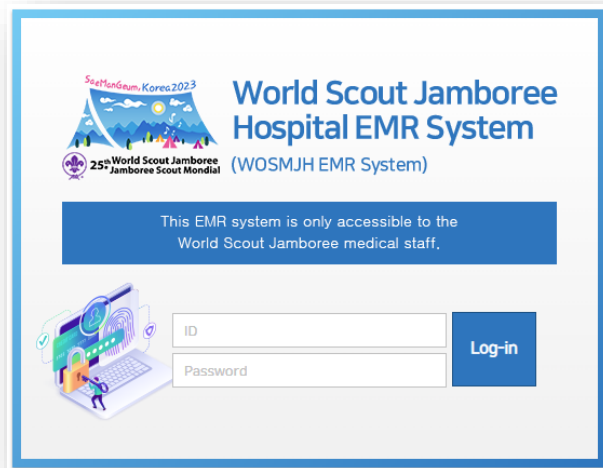 SaeManGeum, Korea 2023
25th World Scout Jamboree
Jamboree Scout Mondial
World Scout Jamboree
Hospital EMR System
(WOSMJH EMR System)
This EMR system is only accessible to the
World Scout Jamboree medical staff.
ID
Password
Log-in